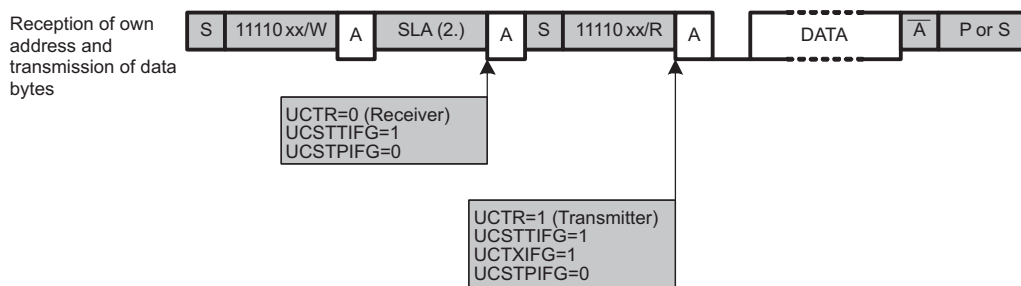 Reception of own
address and
transmission of data
bytes
S 11110 xx/W A SLA (2.) A S 11110 xx/R A DATA A P or S
UCTR=0 (Receiver)
UCSTTIFG=1
UCSTPIFG=0
UCTR=1 (Transmitter)
UCSTTIFG=1
UCTXIFG=1
UCSTPIFG=0